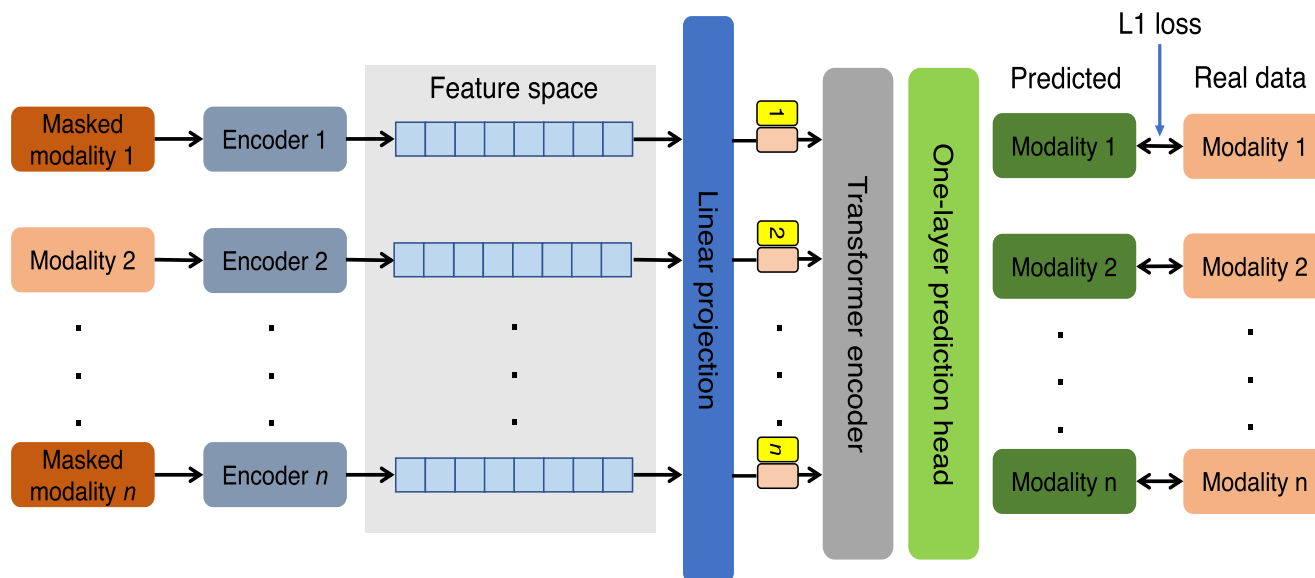 L1 loss
Feature space
Predicted
Real data
Masked
modality 1
Encoder 1
1
Modality 1
Modality 1
Modality 2
Encoder 2
2
Modality 2
Modality 2
Linear projection
Transformer encoder
One-layer prediction head
Masked
modality n
Encoder n
n
Modality n
Modality n